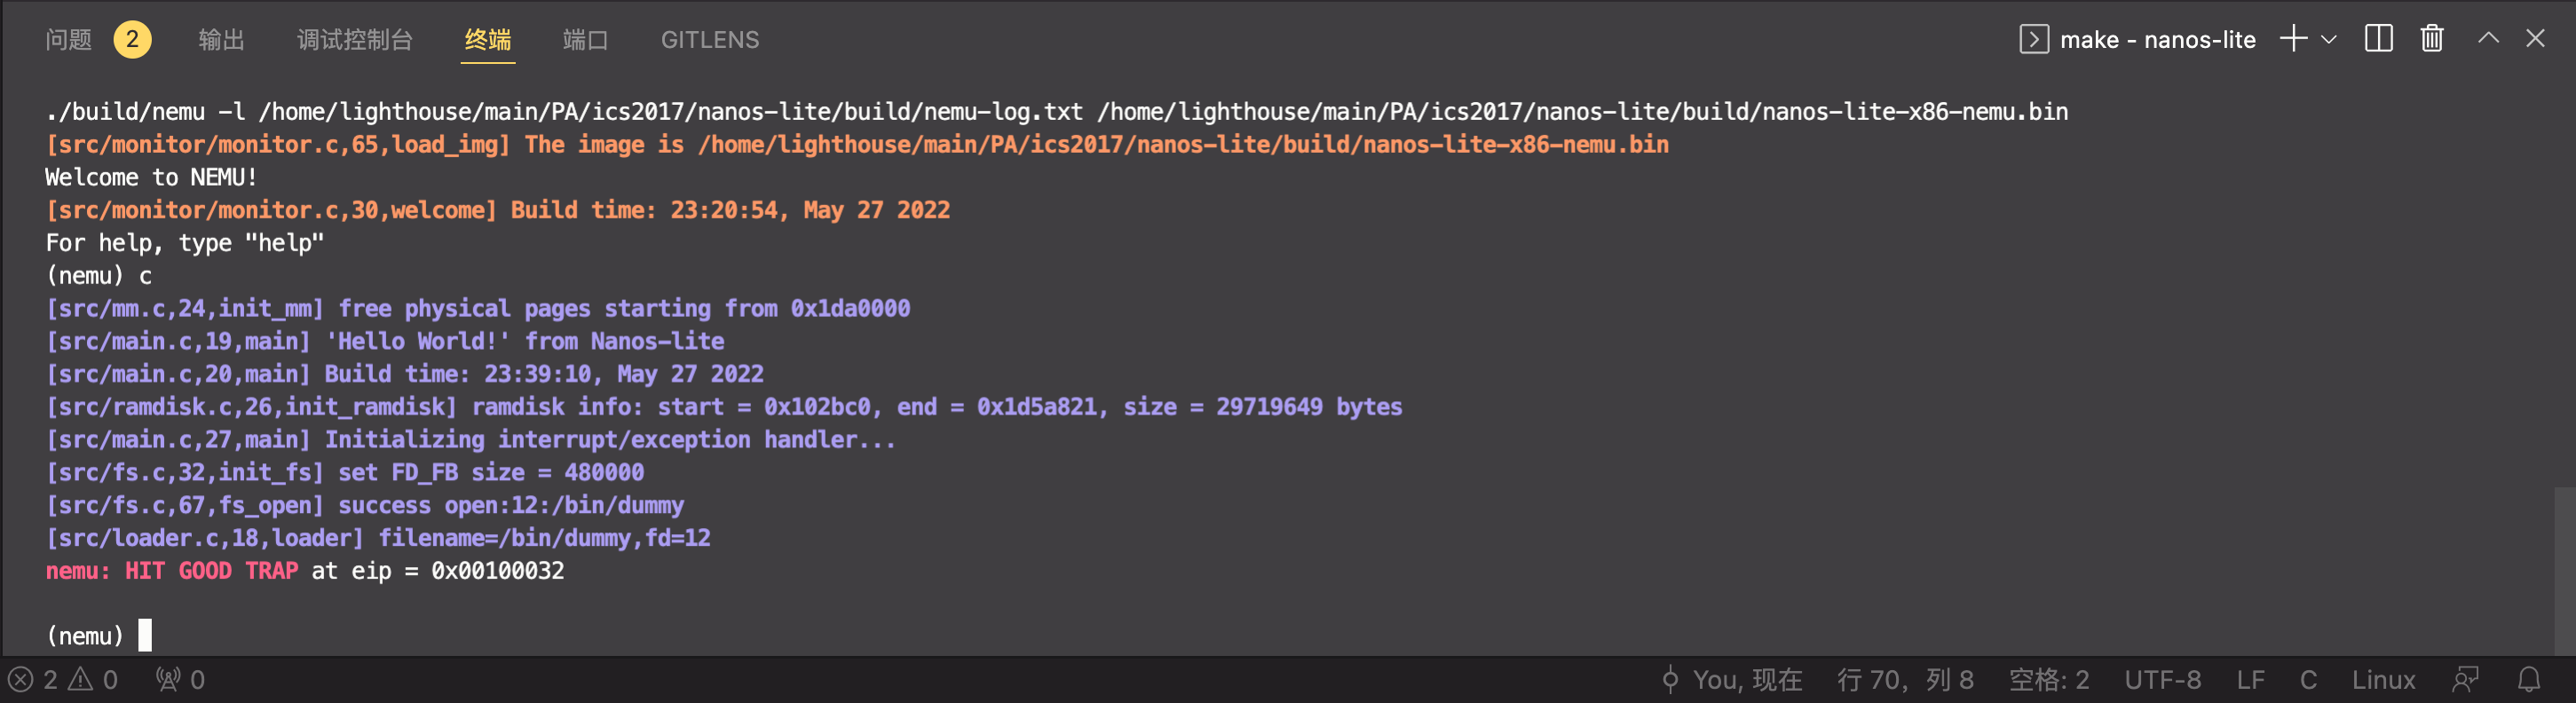 问题 2 输出 调试控制台 终端 端口 GITLENS make - nanos-lite
./build/nemu -l /home/lighthouse/main/PA/ics2017/nanos-lite/build/nemu-log.txt /home/lighthouse/main/PA/ics2017/nanos-lite/build/nanos-lite-x86-nemu.bin
[src/monitor/monitor.c,65,load_img] The image is /home/lighthouse/main/PA/ics2017/nanos-lite/build/nanos-lite-x86-nemu.bin
Welcome to NEMU!
[src/monitor/monitor.c,30,welcome] Build time: 23:20:54, May 27 2022
For help, type "help"
(nemu) c
[src/mm.c,24,init_mm] free physical pages starting from 0x1da0000
[src/main.c,19,main] 'Hello World!' from Nanos-lite
[src/main.c,20,main] Build time: 23:39:10, May 27 2022
[src/ramdisk.c,26,init_ramdisk] ramdisk info: start = 0x102bc0, end = 0x1d5a821, size = 29719649 bytes
[src/main.c,27,main] Initializing interrupt/exception handler...
[src/fs.c,32,init_fs] set FD_FB size = 480000
[src/fs.c,67,fs_open] success open:12:/bin/dummy
[src/loader.c,18,loader] filename=/bin/dummy,fd=12
nemu: HIT GOOD TRAP at eip = 0x00100032
(nemu)
2 0 0 You, 现在 行 70，列 8 空格: 2 UTF-8 LF C Linux